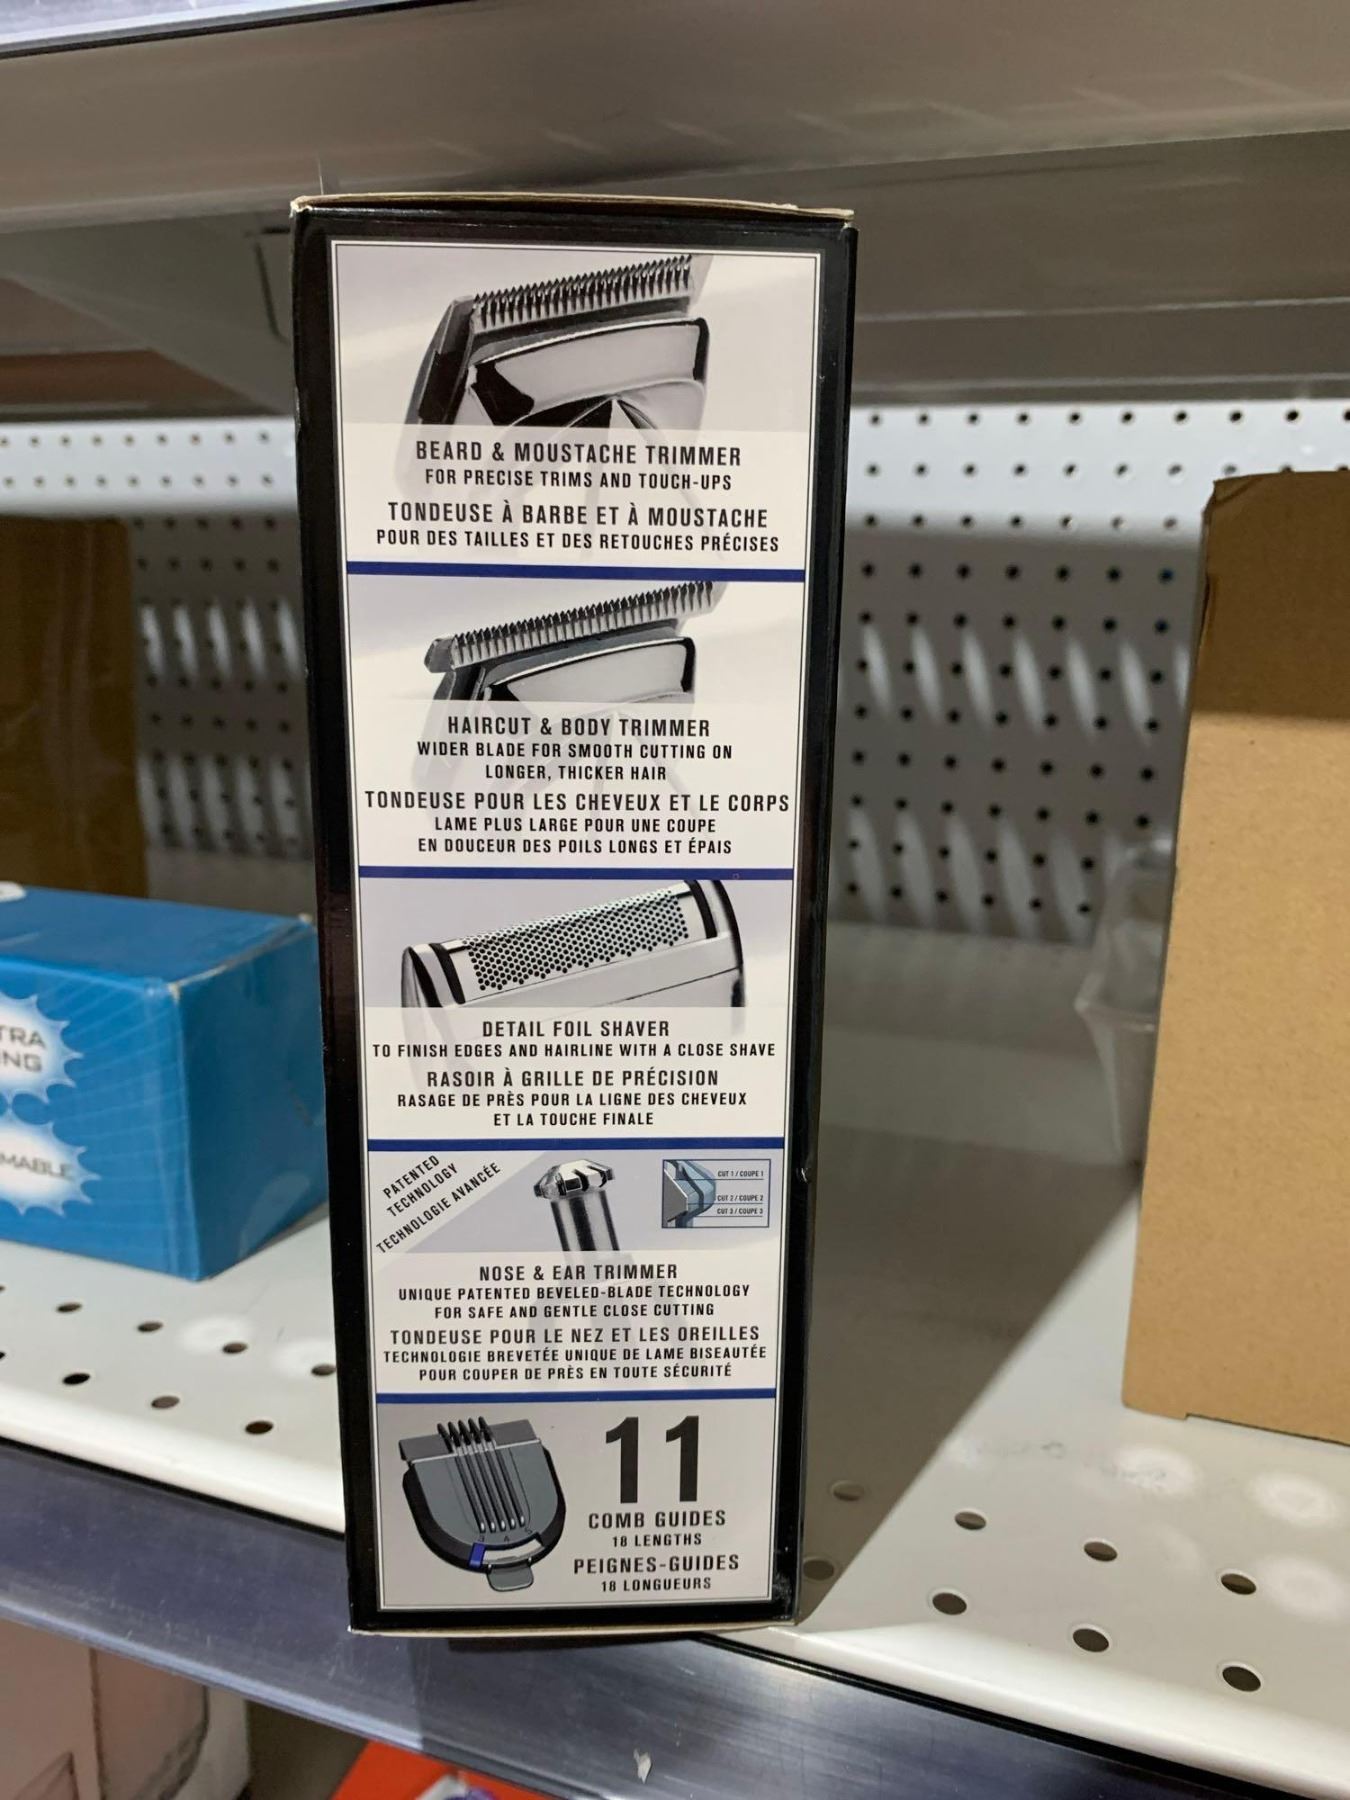 BEARD & MOUSTACHE TRIMMER
FOR PRECISE TRIMS AND TOUCH-UPS
TONDEUSE À BARBE ET À MOUSTACHE
POUR DES TAILLES ET DES RETOUCHES PRÉCISES
HAIRCUT & BODY TRIMMER
WIDER BLADE FOR SMOOTH CUTTING ON
LONGER, THICKER HAIR
TONDEUSE POUR LES CHEVEUX ET LE CORPS
LAME PLUS LARGE POUR UNE COUPE
EN DOUCEUR DES POILS LONGS ET ÉPAIS
DETAIL FOIL SHAVER
TO FINISH EDGES AND HAIRLINE WITH A CLOSE SHAVE
RASOIR À GRILLE DE PRÉCISION
RASAGE DE PRÈS POUR LA LIGNE DES CHEVEUX
ET LA TOUCHE FINALE
PATENTED
TECHNOLOGY
TECHNOLOGIE AVANCÉE
CUT 1 / COUPE 1
CUT 2 / COUPE 2
CUT 3 / COUPE 3
NOSE & EAR TRIMMER
UNIQUE PATENTED BEVELED-BLADE TECHNOLOGY
FOR SAFE AND GENTLE CLOSE CUTTING
TONDEUSE POUR LE NEZ ET LES OREILLES
TECHNOLOGIE BREVETÉE UNIQUE DE LAME BISEAUTÉE
POUR COUPER DE PRÈS EN TOUTE SÉCURITÉ
11
COMB GUIDES
18 LENGTHS
PEIGNES-GUIDES
18 LONGUEURS